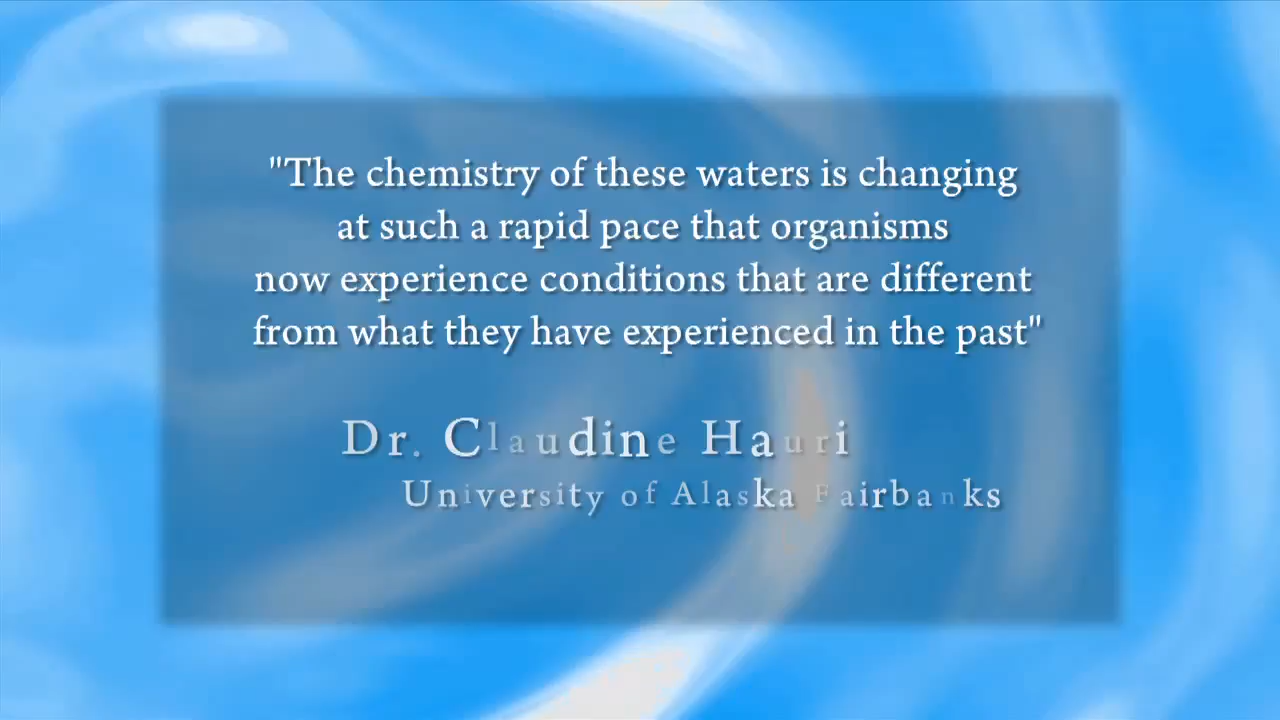 "The chemistry of these waters is changing
at such a rapid pace that organisms
now experience conditions that are different
from what they have experienced in the past"
Dr. Claudine Hauri
University of Alaska Fairbanks